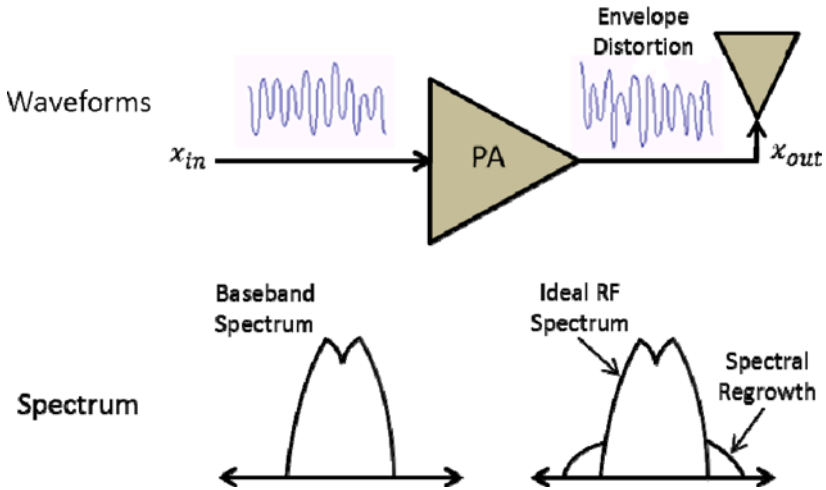 Envelope
Distortion
Waveforms
PA
x_in
x_out
Baseband
Spectrum
Ideal RF
Spectrum
Spectral
Regrowth
Spectrum